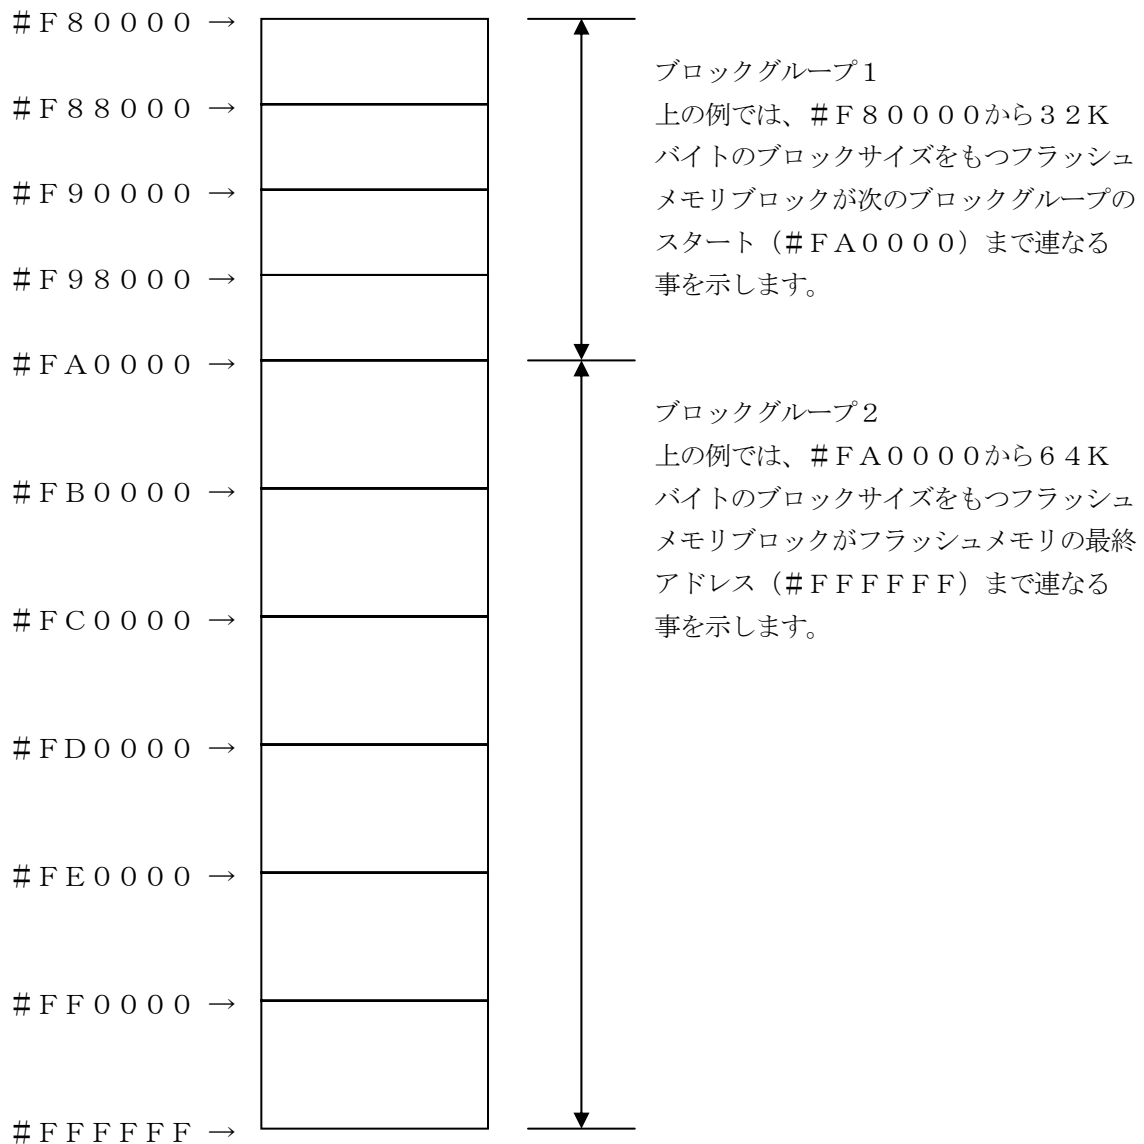 #F80000 →
#F88000 →
#F90000 →
#F98000 →
#FA0000 →
#FB0000 →
#FC0000 →
#FD0000 →
#FE0000 →
#FF0000 →
#FFFFFF →
ブロックグループ1
上の例では、#F80000から32K
バイトのブロックサイズをもつフラッシュ
メモリブロックが次のブロックグループの
スタート(#FA0000)まで連なる
事を示します。
ブロックグループ2
上の例では、#FA0000から64K
バイトのブロックサイズをもつフラッシュ
メモリブロックがフラッシュメモリの最終
アドレス(#FFFFFF)まで連なる
事を示します。